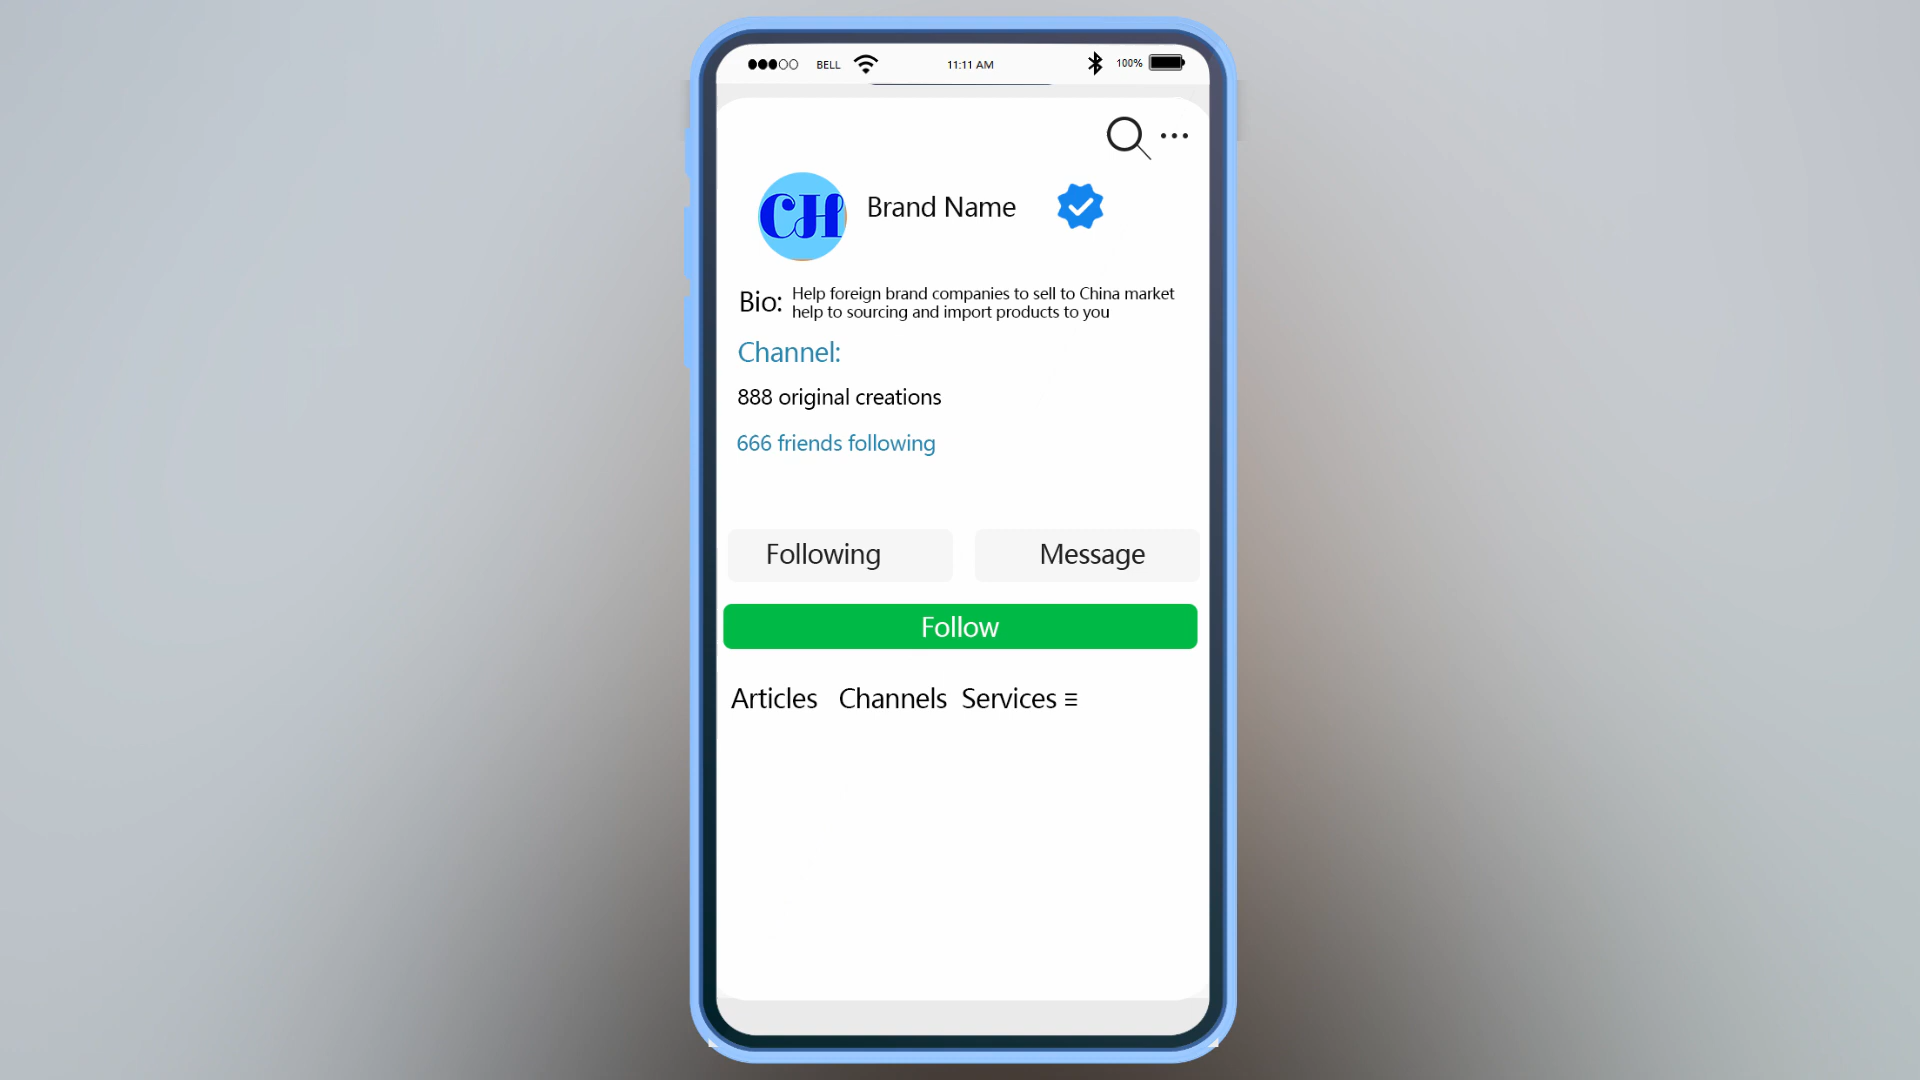 BELL 11:11 AM 100%
CH Brand Name
Bio: Help foreign brand companies to sell to China market
help to sourcing and import products to you
Channel:
888 original creations
666 friends following
Following Message
Follow
Articles Channels Services ≡